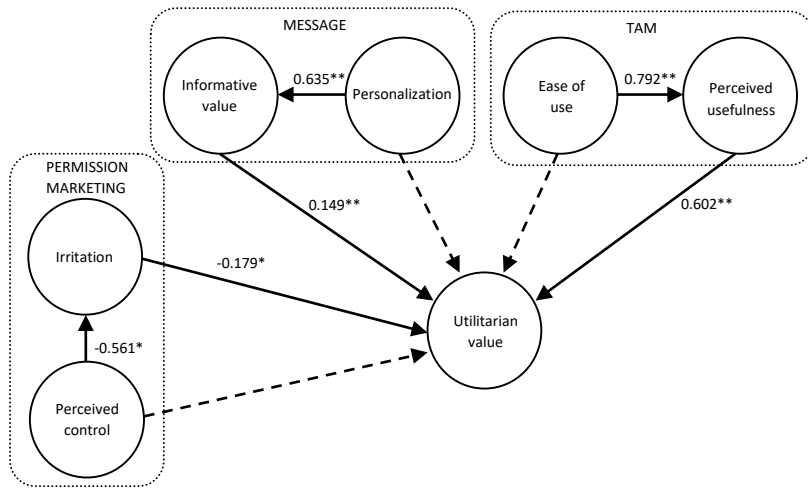 MESSAGE
TAM
Informative
value
0.635**
Personalization
Ease of
use
0.792**
Perceived
usefulness
PERMISSION
MARKETING
0.149**
0.602**
Irritation
-0.179*
Utilitarian
value
-0.561*
Perceived
control